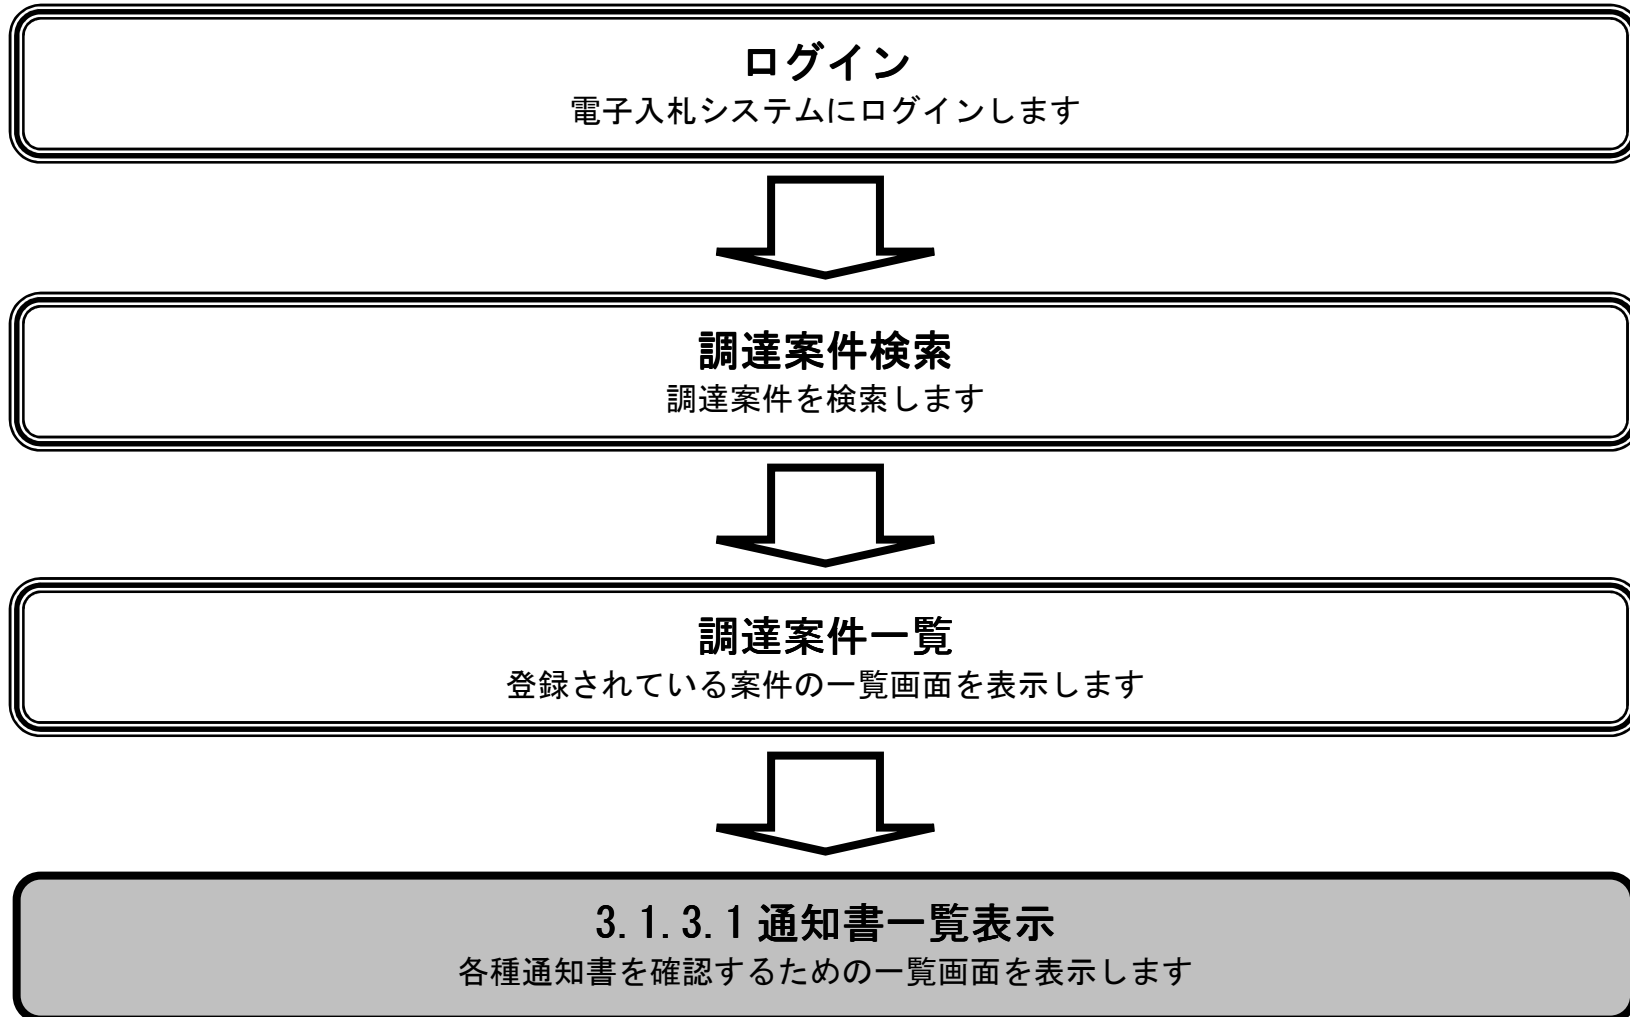 ログイン
電子入札システムにログインします
調達案件検索
調達案件を検索します
調達案件一覧
登録されている案件の一覧画面を表示します
3.1.3.1 通知書一覧表示
各種通知書を確認するための一覧画面を表示します